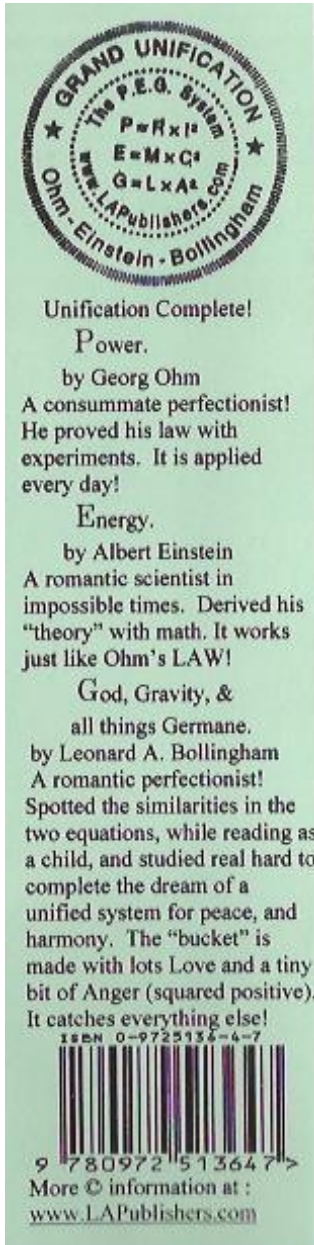 GRAND UNIFICATION
The P.E.G. System
P=R×I²
E=M×C²
G=L×A²
www.LAPublishers.com
Ohm-Einstein-Bollingham
Unification Complete!
Power.
by Georg Ohm
A consummate perfectionist!
He proved his law with
experiments. It is applied
every day!
Energy.
by Albert Einstein
A romantic scientist in
impossible times. Derived his
“theory” with math. It works
just like Ohm’s LAW!
God, Gravity, &
all things Germane.
by Leonard A. Bollingham
A romantic perfectionist!
Spotted the similarities in the
two equations, while reading as
a child, and studied real hard to
complete the dream of a
unified system for peace, and
harmony. The “bucket” is
made with lots Love and a tiny
bit of Anger (squared positive).
It catches everything else!
ISBN 0-9725136-4-7
9 780972 513647 >
More © information at :
www.LAPublishers.com